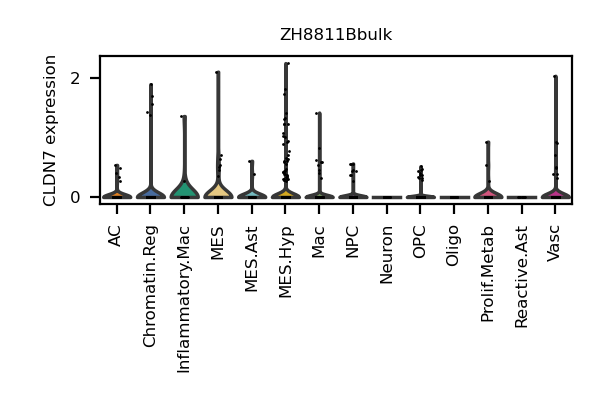 ZH8811Bbulk
CLDN7 expression
2
0
AC
Chromatin.Reg
Inflammatory.Mac
MES
MES.Ast
MES.Hyp
Mac
NPC
Neuron
OPC
Oligo
Prolif.Metab
Reactive.Ast
Vasc